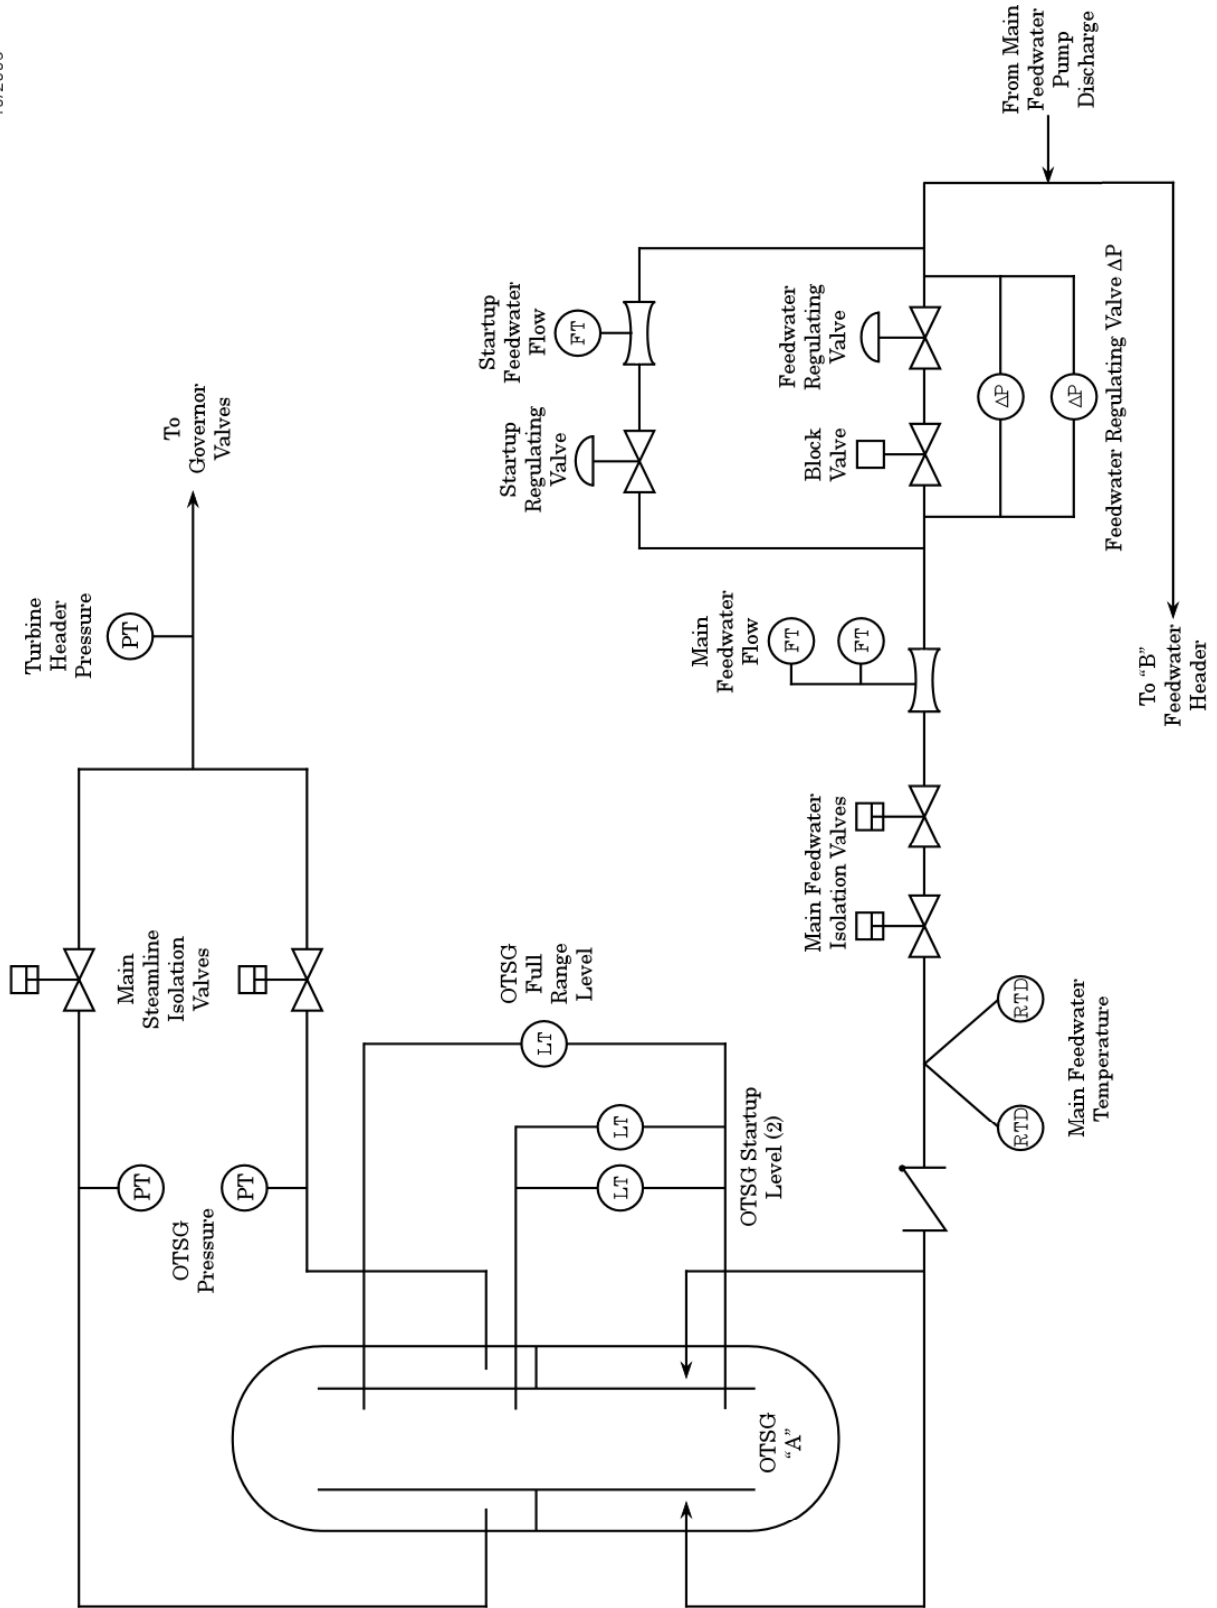 Turbine
Header
Pressure
PT
To
Governor
Valves
Main
Steamline
Isolation
Valves
PT
PT
OTSG
Pressure
OTSG
Full
Range
Level
LT
LT
LT
OTSG Startup
Level (2)
OTSG
“A”
Startup
Feedwater
Flow
FT
Startup
Regulating
Valve
Feedwater
Regulating
Valve
Block
Valve
ΔP
ΔP
Feedwater Regulating Valve ΔP
From Main
Feedwater
Pump
Discharge
Main
Feedwater
Flow
FT
FT
To “B”
Feedwater
Header
Main Feedwater
Isolation Valves
RTD
RTD
Main Feedwater
Temperature